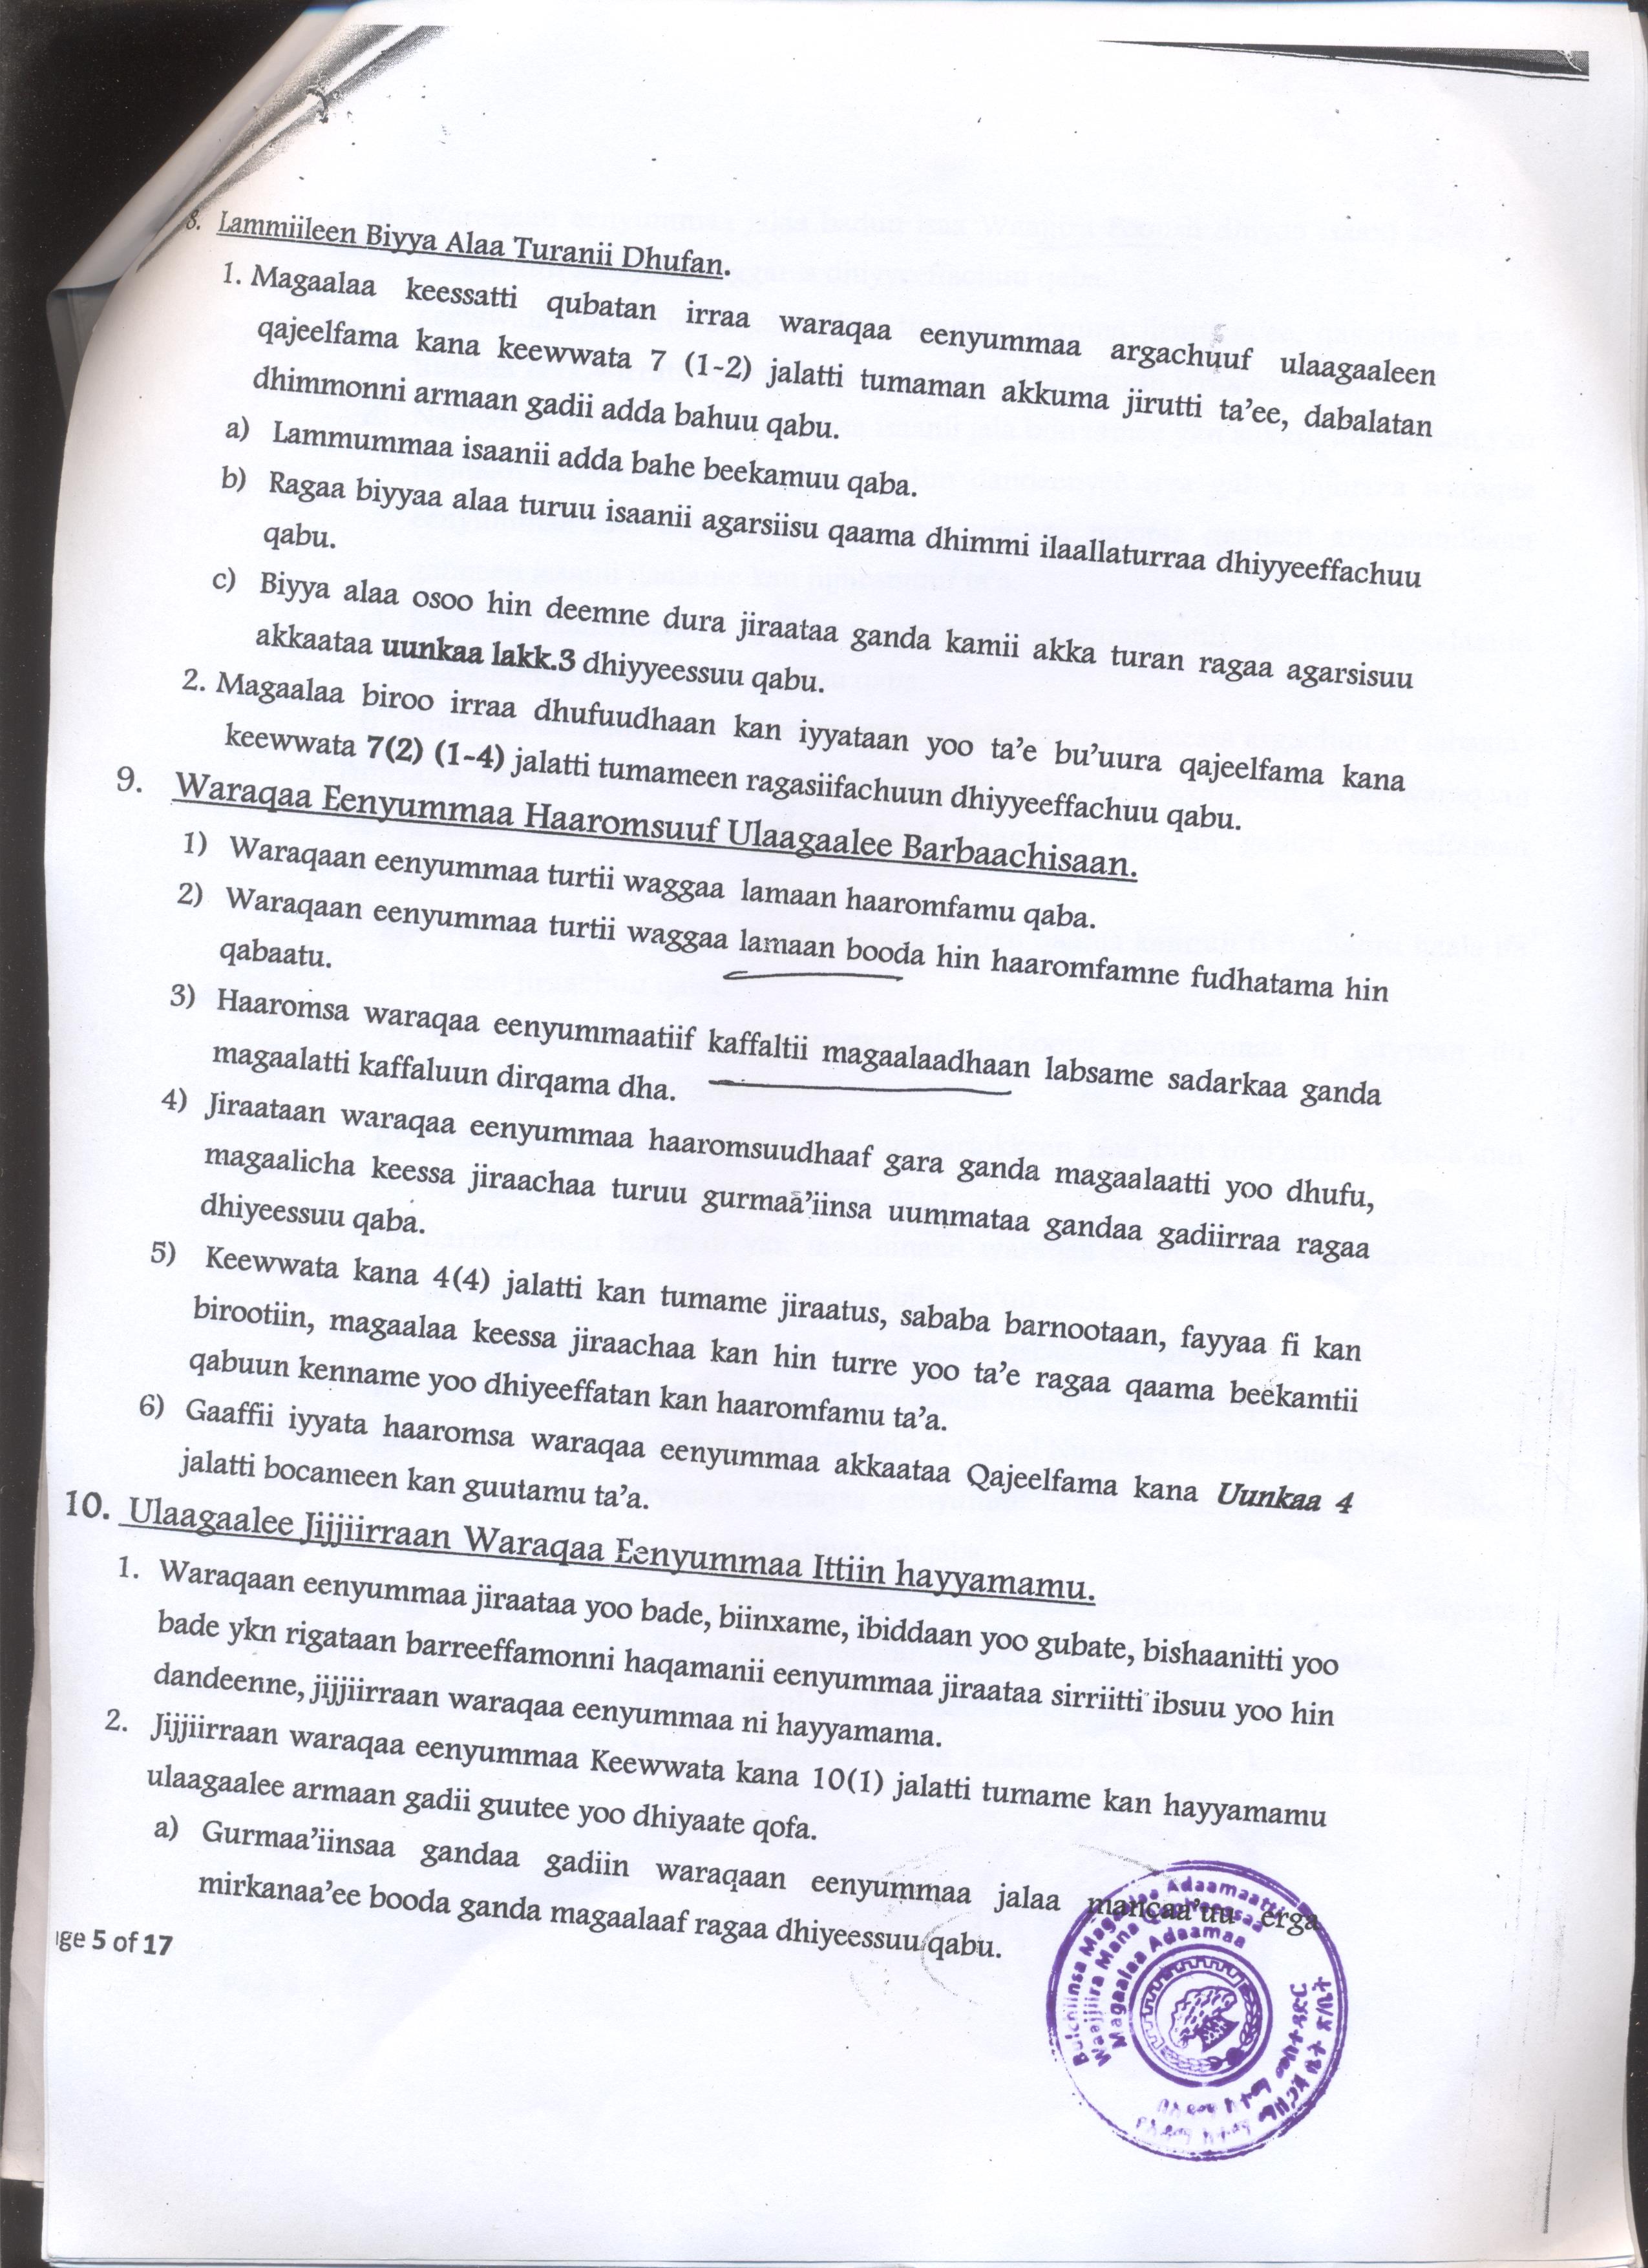 8. Lammiileen Biyya Alaa Turanii Dhufan.
1. Magaalaa keessatti qubatan irraa waraqaa eenyummaa argachuuf ulaagaaleen
qajeelfama kana keewwata 7 (1-2) jalatti tumaman akkuma jirutti ta'ee, dabalatan
dhimmonni armaan gadii adda bahuu qabu.
a) Lammummaa isaanii adda bahe beekamuu qaba.
b) Ragaa biyyaa alaa turuu isaanii agarsiisu qaama dhimmi ilaallaturraa dhiyyeeffachuu
qabu.
c) Biyya alaa osoo hin deemne dura jiraataa ganda kamii akka turan ragaa agarsisuu
akkaataa uunkaa lakk.3 dhiyyeessuu qabu.
2. Magaalaa biroo irraa dhufuudhaan kan iyyataan yoo ta'e bu'uura qajeelfama kana
keewwata 7(2) (1-4) jalatti tumameen ragasiifachuun dhiyyeeffachuu qabu.
9. Waraqaa Eenyummaa Haaromsuuf Ulaagaalee Barbaachisaan.
1) Waraqaan eenyummaa turtii waggaa lamaan haaromfamu qaba.
2) Waraqaan eenyummaa turtii waggaa lamaan booda hin haaromfamne fudhatama hin
qabaatu.
3) Haaromsa waraqaa eenyummaatiif kaffaltii magaalaadhaan labsame sadarkaa ganda
magaalatti kaffaluun dirqama dha.
4) Jiraataan waraqaa eenyummaa haaromsuudhaaf gara ganda magaalaatti yoo dhufu,
magaalicha keessa jiraachaa turuu gurmaa'iinsa uummataa gandaa gadiirraa ragaa
dhiyeessuu qaba.
5) Keewwata kana 4(4) jalatti kan tumame jiraatus, sababa barnootaan, fayyaa fi kan
birootiin, magaalaa keessa jiraachaa kan hin turre yoo ta'e ragaa qaama beekamtii
qabuun kenname yoo dhiyeeffatan kan haaromfamu ta'a.
6) Gaaffii iyyata haaromsa waraqaa eenyummaa akkaataa Qajeelfama kana Uunkaa 4
jalatti bocameen kan guutamu ta'a.
10. Ulaagaalee Jijjiirraan Waraqaa Eenyummaa Ittiin hayyamamu.
1. Waraqaan eenyummaa jiraataa yoo bade, biinxame, ibiddaan yoo gubate, bishaanitti yoo
bade ykn rigataan barreeffamonni haqamanii eenyummaa jiraataa sirriitti ibsuu yoo hin
dandeenne, jijjiirraan waraqaa eenyummaa ni hayyamama.
2. Jijjiirraan waraqaa eenyummaa Keewwata kana 10(1) jalatti tumame kan hayyamamu
ulaagaalee armaan gadii guutee yoo dhiyaate qofa.
a) Gurmaa'iinsaa gandaa gadiin waraqaan eenyummaa jalaa mancaa'uu erga
mirkanaa'ee booda ganda magaalaaf ragaa dhiyeessuu qabu.
age 5 of 17
Bulchiinsa Magaalaa Adaamaatti
Waajjira Mana
Magaalaa Adaamaa